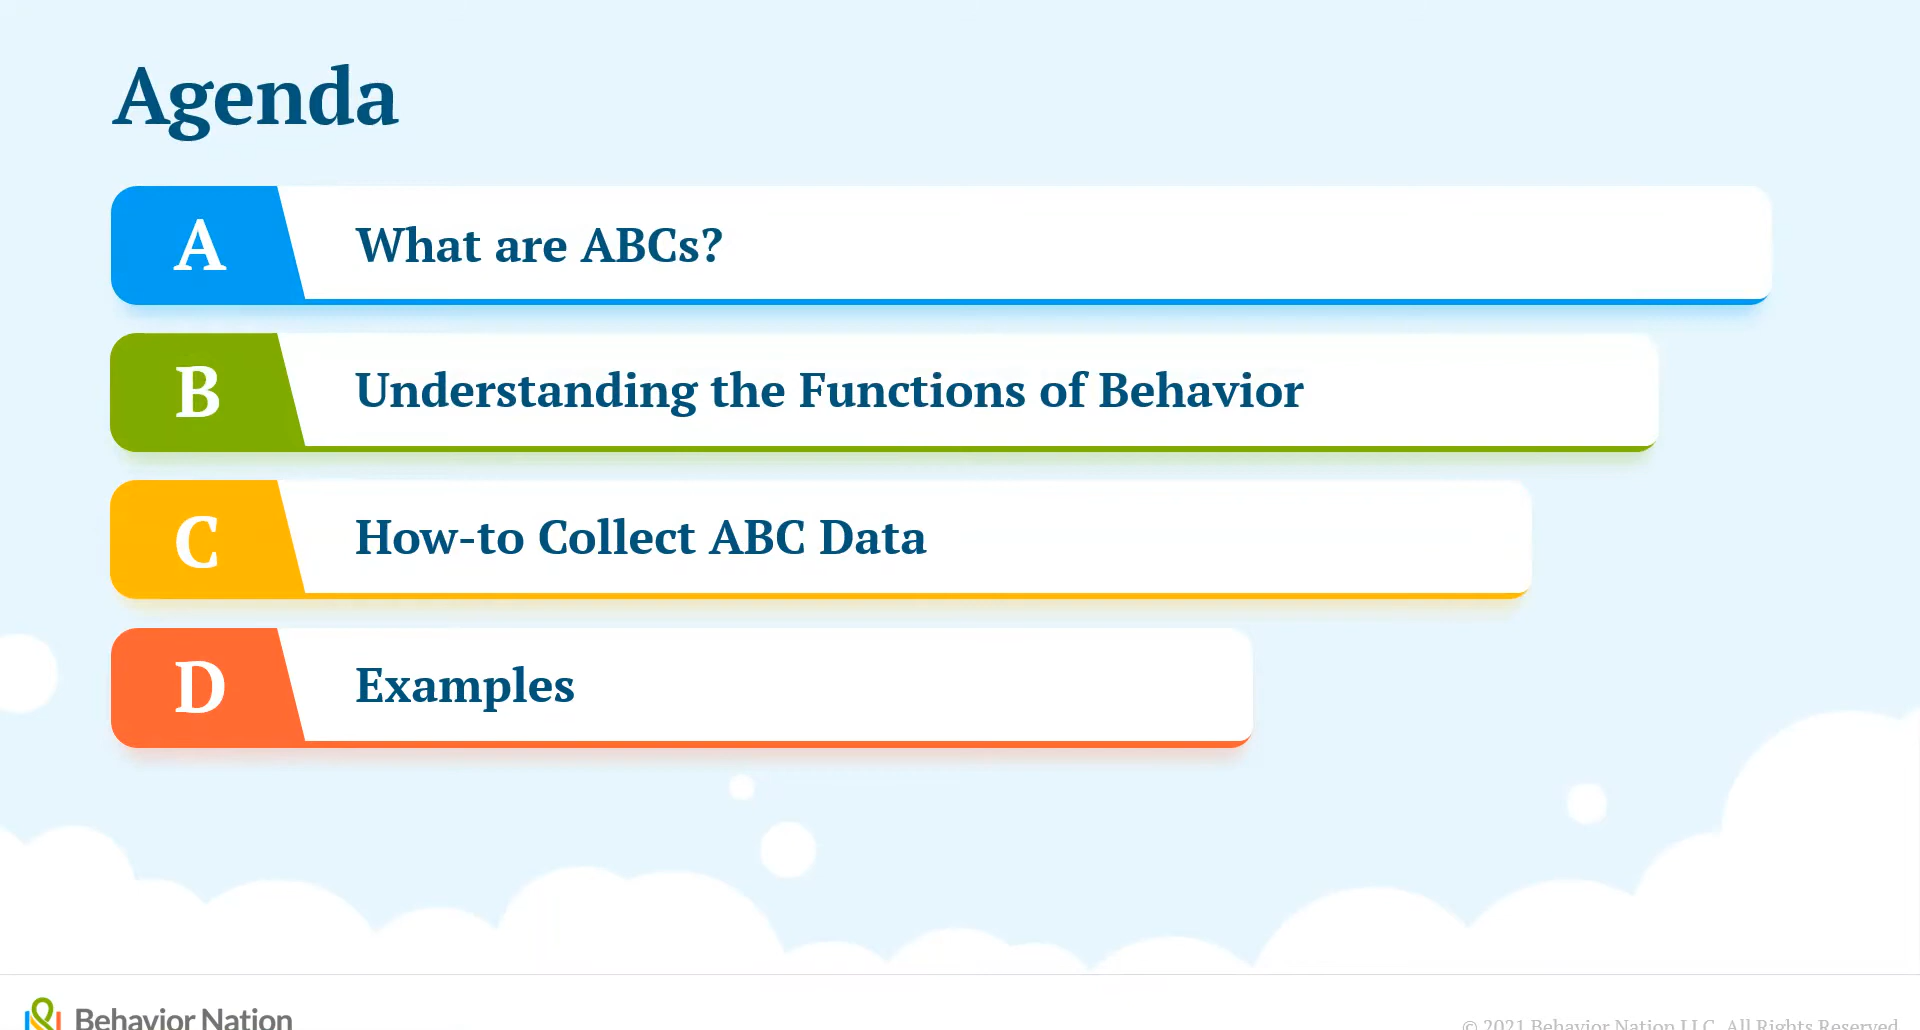 Agenda
A What are ABCs?
B Understanding the Functions of Behavior
C How-to Collect ABC Data
D Examples
Behavior Nation
© 2021 Behavior Nation LLC. All Rights Reserved